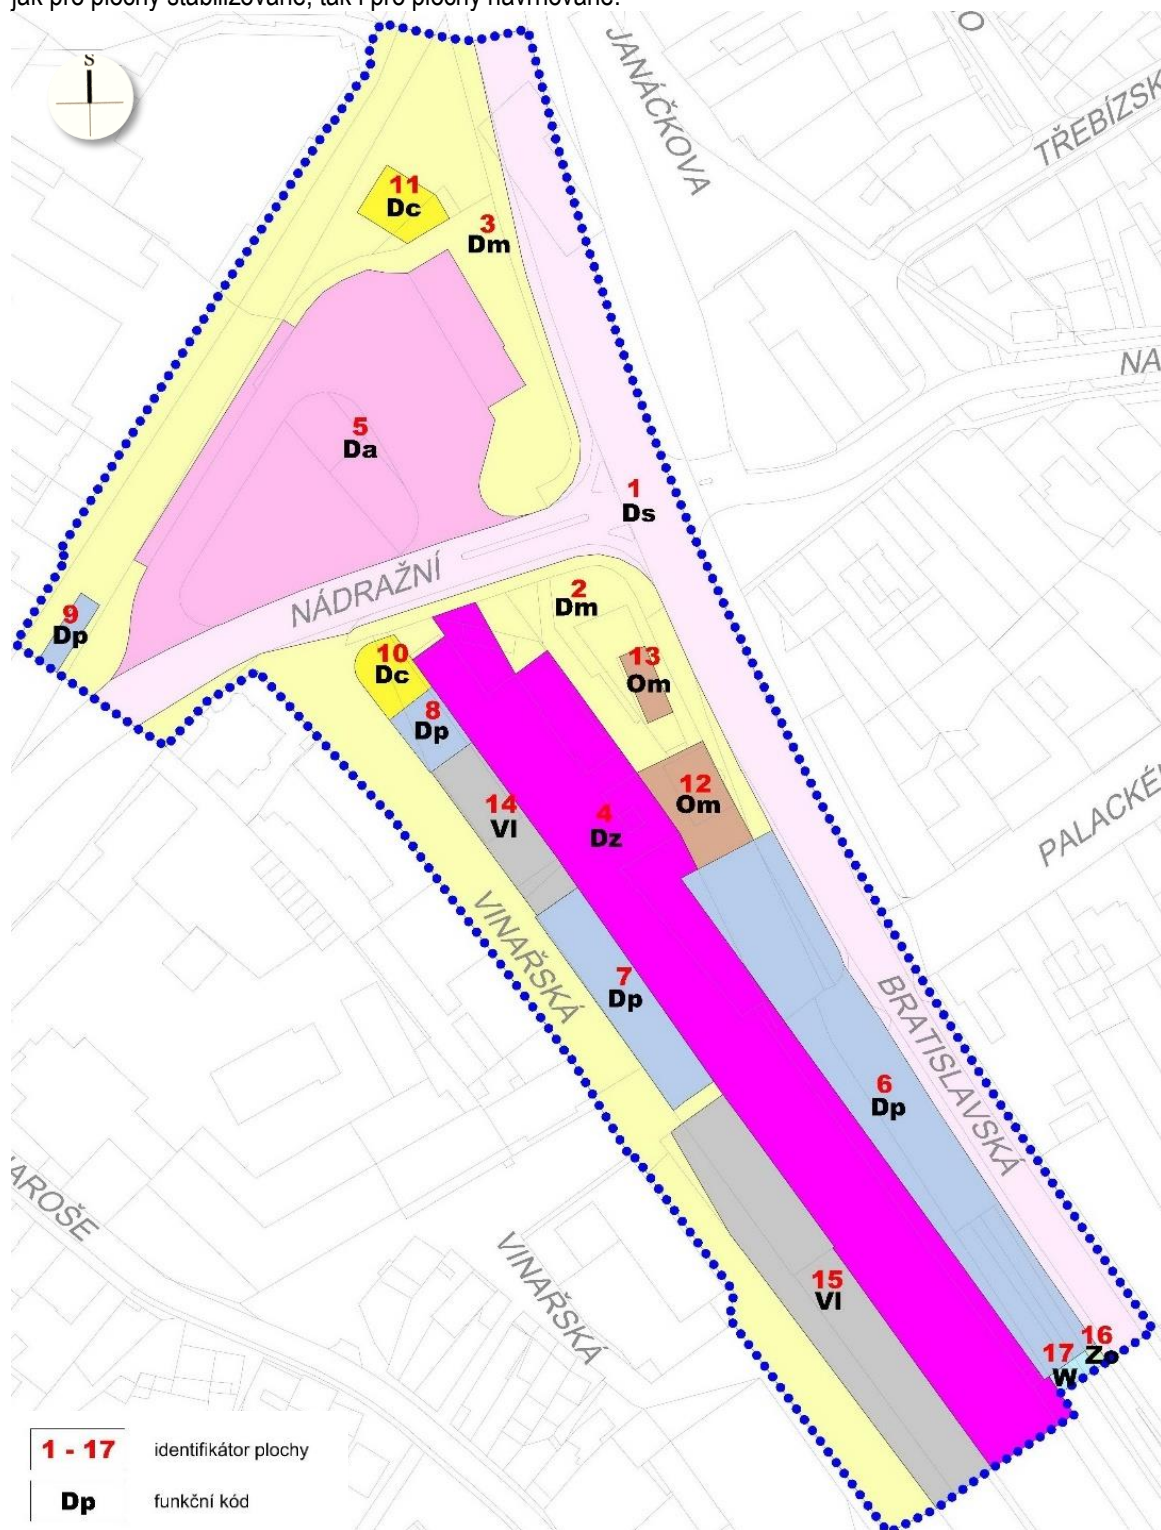 jak pro plochy stabilizované, tak i pro plochy navrhované.
S
JANÁČKOVA
O
TŘEBÍZSK
11
Dc
3
Dm
NA
5
Da
1
Ds
NÁDRAŽNÍ
2
Dm
9
Dp
10
Dc
13
Om
8
Dp
12
Om
14
Vl
4
Dz
PALACKÉ
VINAŘSKÁ
7
Dp
BRATISLAVSKÁ
6
Dp
AROŠE
VINAŘSKÁ
15
Vl
16
Zo
17
W
1 - 17 identifikátor plochy
Dp funkční kód